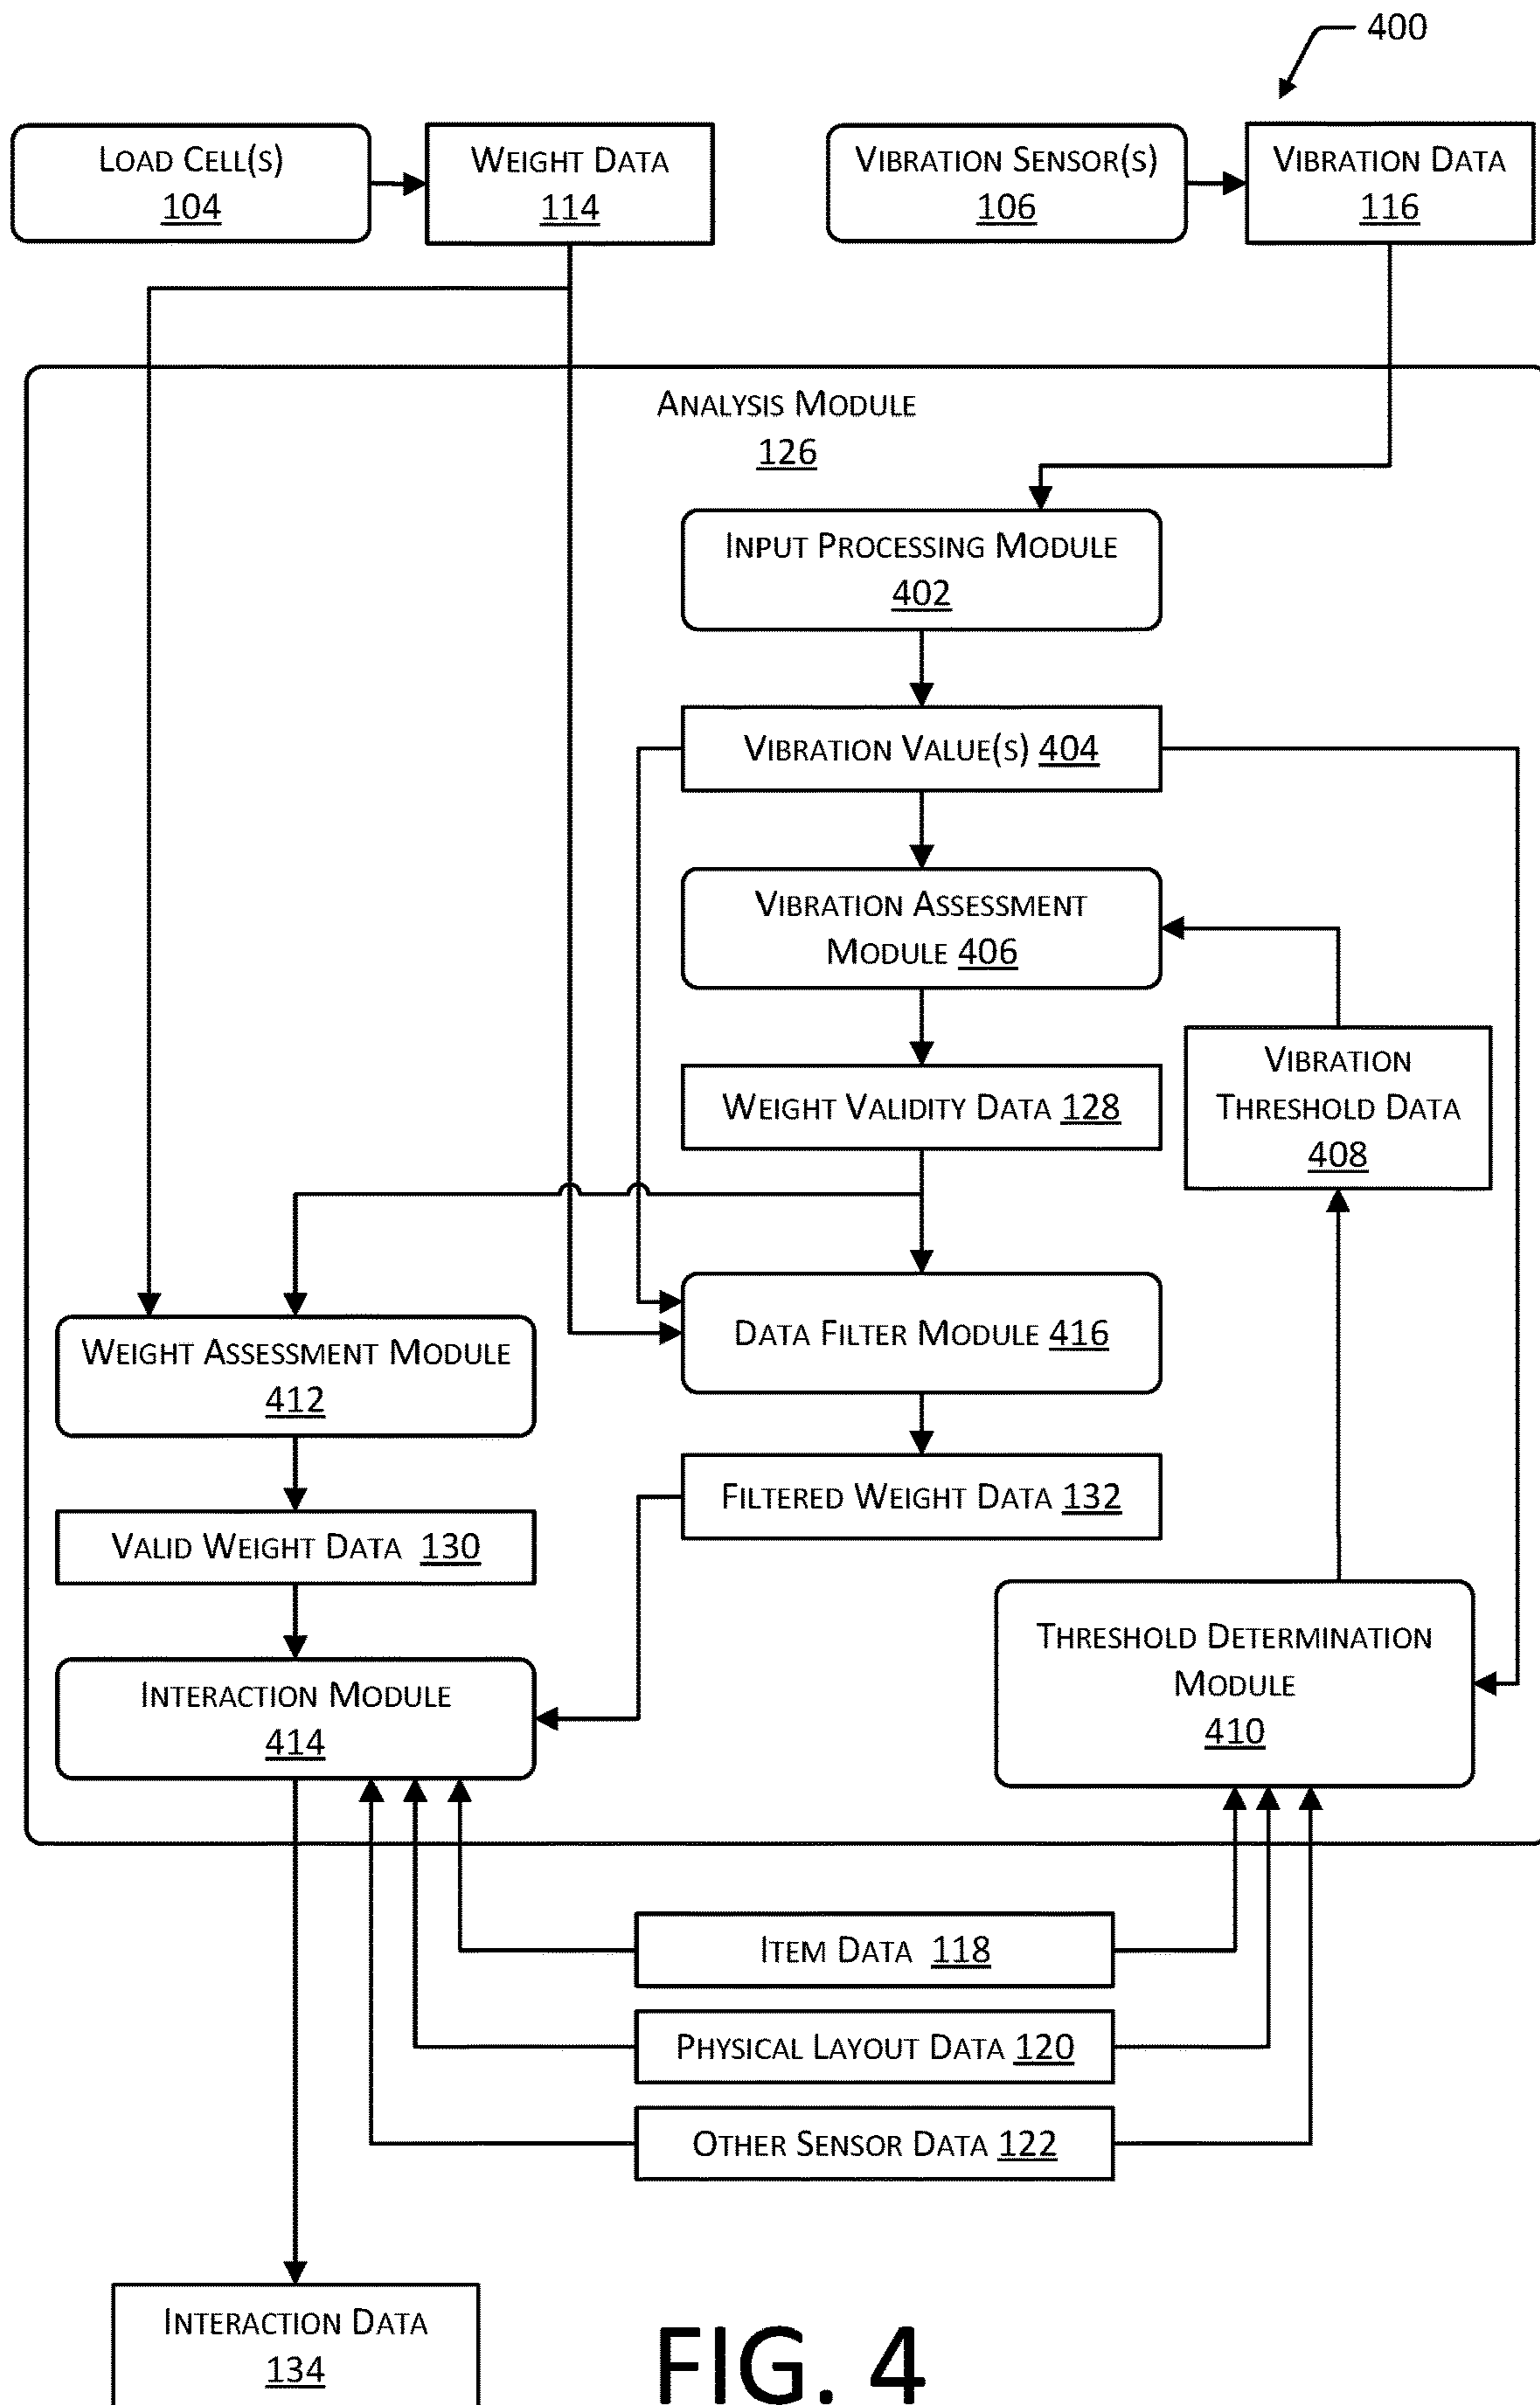 400
LOAD CELL(S)
104
WEIGHT DATA
114
VIBRATION SENSOR(S)
106
VIBRATION DATA
116
ANALYSIS MODULE
126
INPUT PROCESSING MODULE
402
VIBRATION VALUE(S) 404
VIBRATION ASSESSMENT
MODULE 406
VIBRATION
THRESHOLD DATA
408
WEIGHT VALIDITY DATA 128
DATA FILTER MODULE 416
WEIGHT ASSESSMENT MODULE
412
FILTERED WEIGHT DATA 132
VALID WEIGHT DATA 130
THRESHOLD DETERMINATION
MODULE
410
INTERACTION MODULE
414
ITEM DATA 118
PHYSICAL LAYOUT DATA 120
OTHER SENSOR DATA 122
INTERACTION DATA
134
FIG. 4